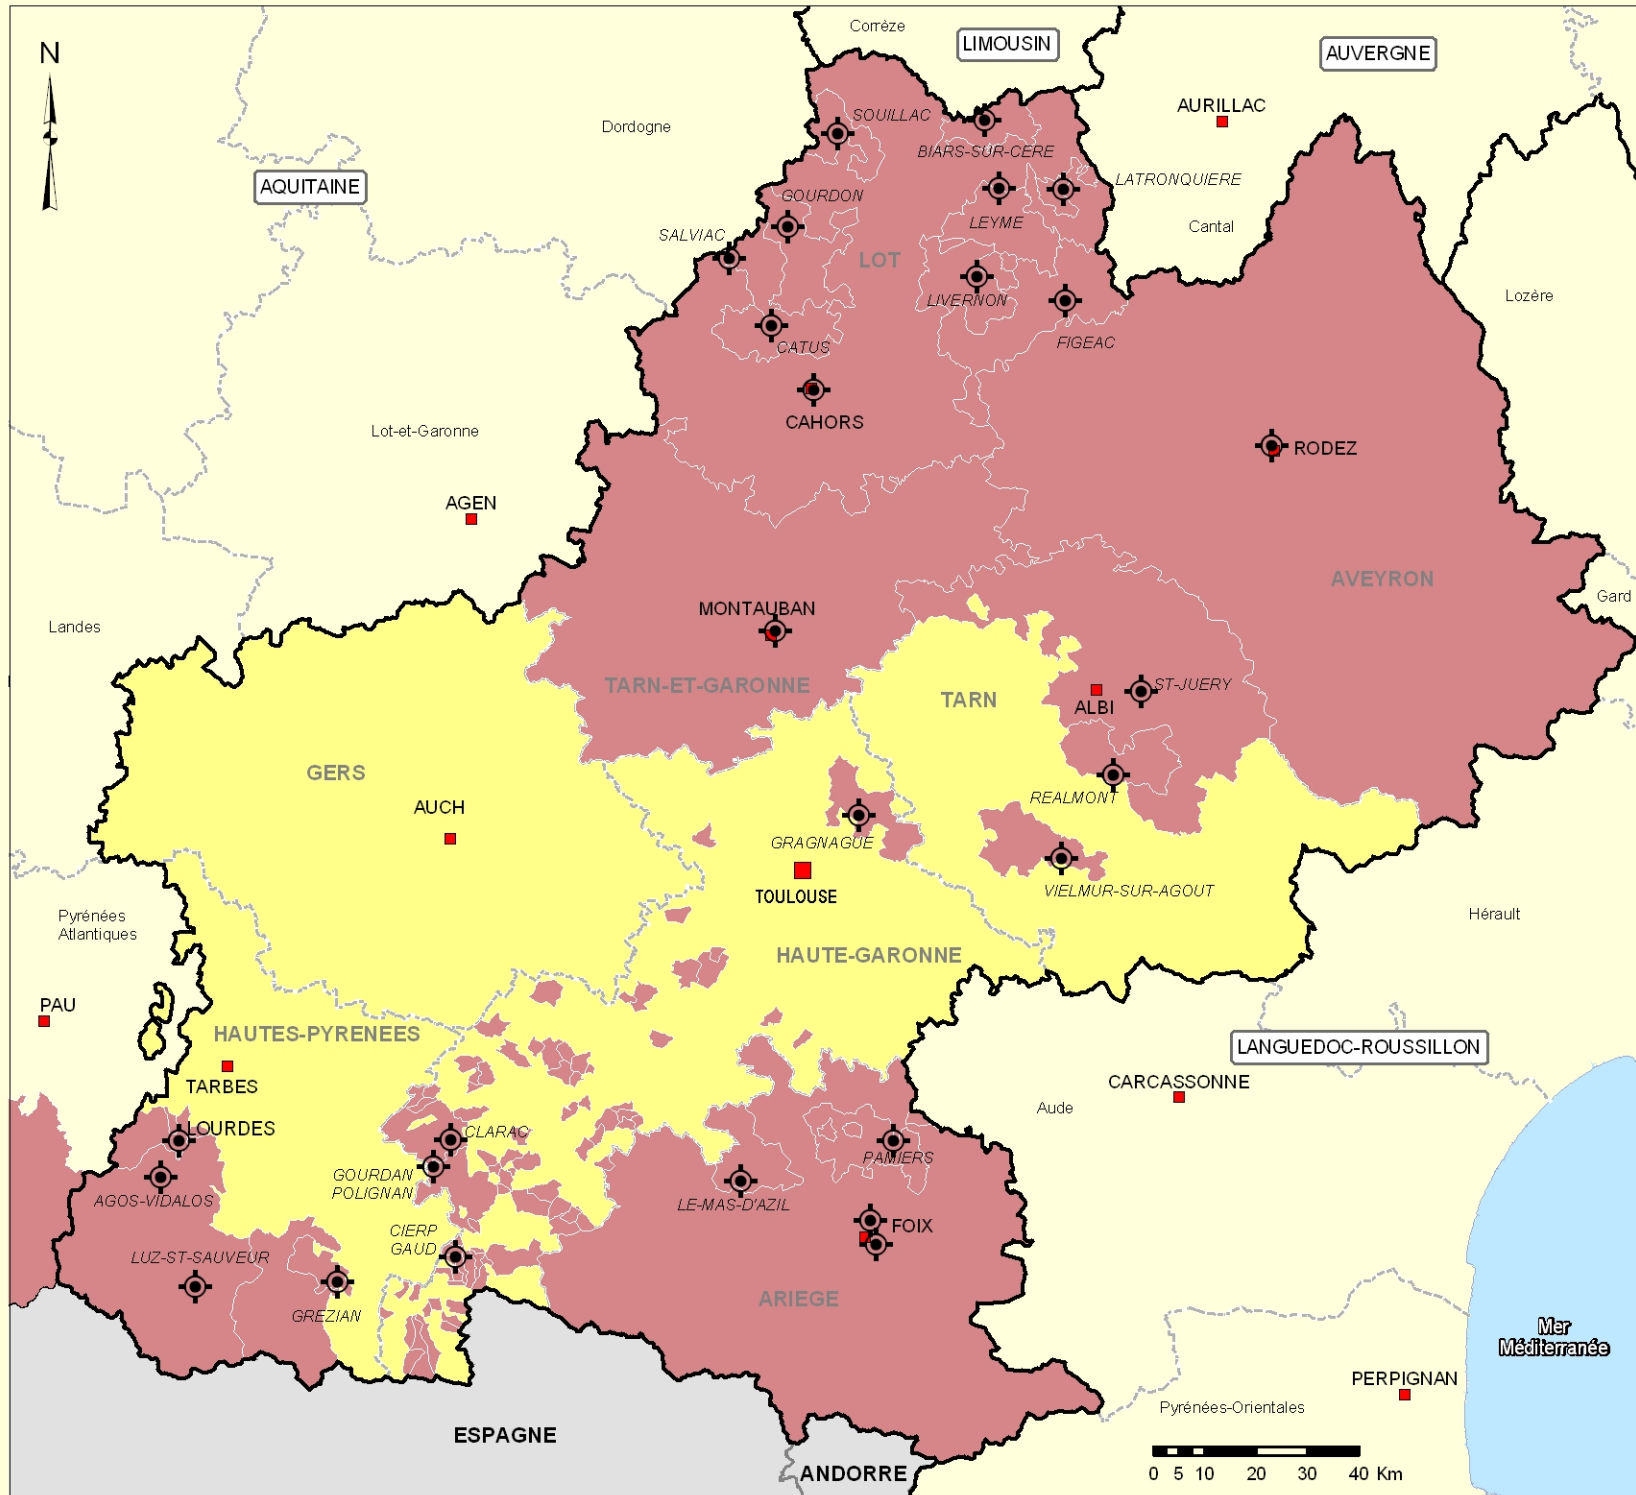 Corrèze
LIMOUSIN
AUVERGNE
N
SOUILLAC
AURILLAC
Dordogne
BIARS-SUR-CERE
AQUITAINE
LATRONQUIERE
GOURDON
LEYME
Cantal
SALVIAC
LOT
LIVERNON
Lozère
CATUS
FIGEAC
CAHORS
Lot-et-Garonne
RODEZ
AGEN
AVEYRON
Gard
MONTAUBAN
Landes
TARN-ET-GARONNE
ST-JUERY
TARN
ALBI
GERS
REALMONT
AUCH
GRAGNAGUE
VIELMUR-SUR-AGOUT
TOULOUSE
Pyrénées
Atlantiques
Hérault
HAUTE-GARONNE
PAU
HAUTES-PYRENEES
LANGUEDOC-ROUSSILLON
TARBES
CARCASSONNE
Aude
LOURDES
CLARAC
PAMIERS
GOURDAN
POLIGNAN
AGOS-VIDALOS
LE-MAS-D'AZIL
FOIX
CIERP
GAUD
LUZ-ST-SAUVEUR
ARIEGE
GREZIAN
Mer
Méditerranée
PERPIGNAN
Pyrénées-Orientales
ESPAGNE
ANDORRE
0 5 10 20 30 40 Km